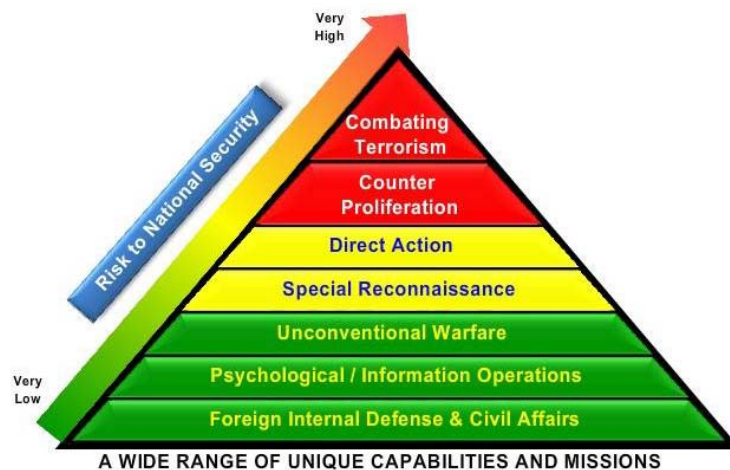 Very
High
Combating
Terrorism
Counter
Proliferation
Risk to National Security
Direct Action
Special Reconnaissance
Unconventional Warfare
Very
Low
Psychological / Information Operations
Foreign Internal Defense & Civil Affairs
A WIDE RANGE OF UNIQUE CAPABILITIES AND MISSIONS